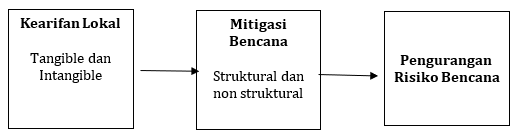 Kearifan Lokal
Tangible dan
Intangible
Mitigasi
Bencana
Struktural dan
non struktural
Pengurangan
Risiko Bencana